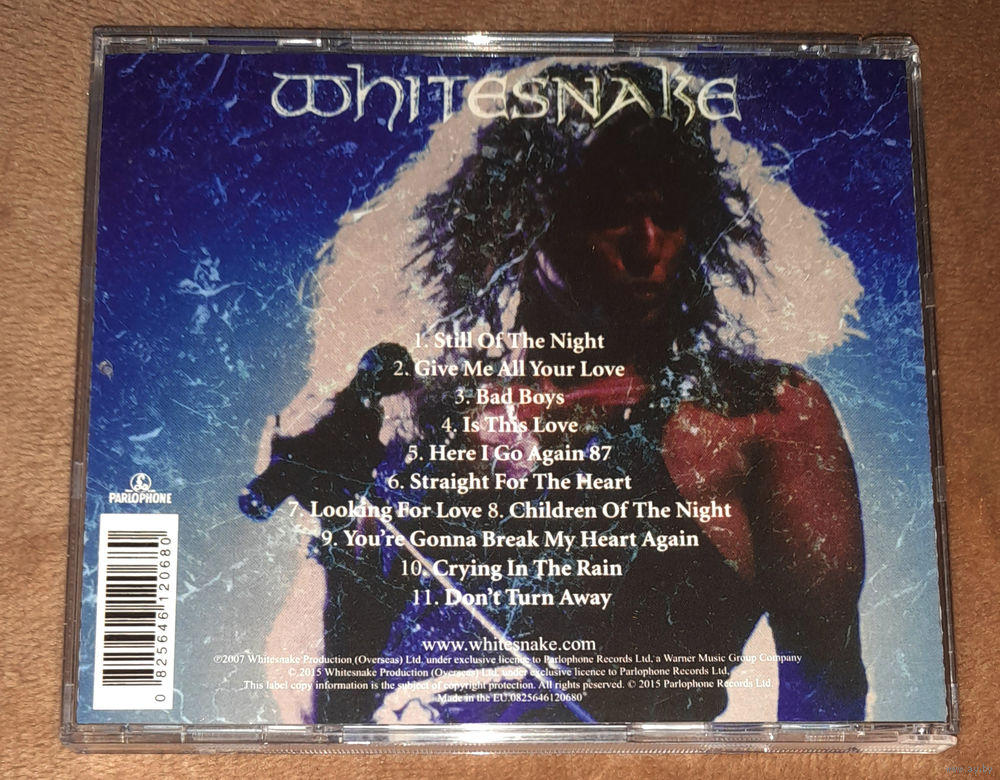 WHITESNAKE
1. Still Of The Night
2. Give Me All Your Love
3. Bad Boys
4. Is This Love
5. Here I Go Again 87
6. Straight For The Heart
7. Looking For Love 8. Children Of The Night
9. You're Gonna Break My Heart Again
10. Crying In The Rain
11. Don't Turn Away
PARLOPHONE
0 825646 120680
www.whitesnake.com
℗2007 Whitesnake Production (Overseas) Ltd, under exclusive licence to Parlophone Records Ltd, a Warner Music Group Company
© 2015 Whitesnake Production (Overseas) Ltd, under exclusive licence to Parlophone Records Ltd.
This label copy information is the subject of copyright protection. All rights reserved. © 2015 Parlophone Records Ltd.
Made in the EU 0825646120680